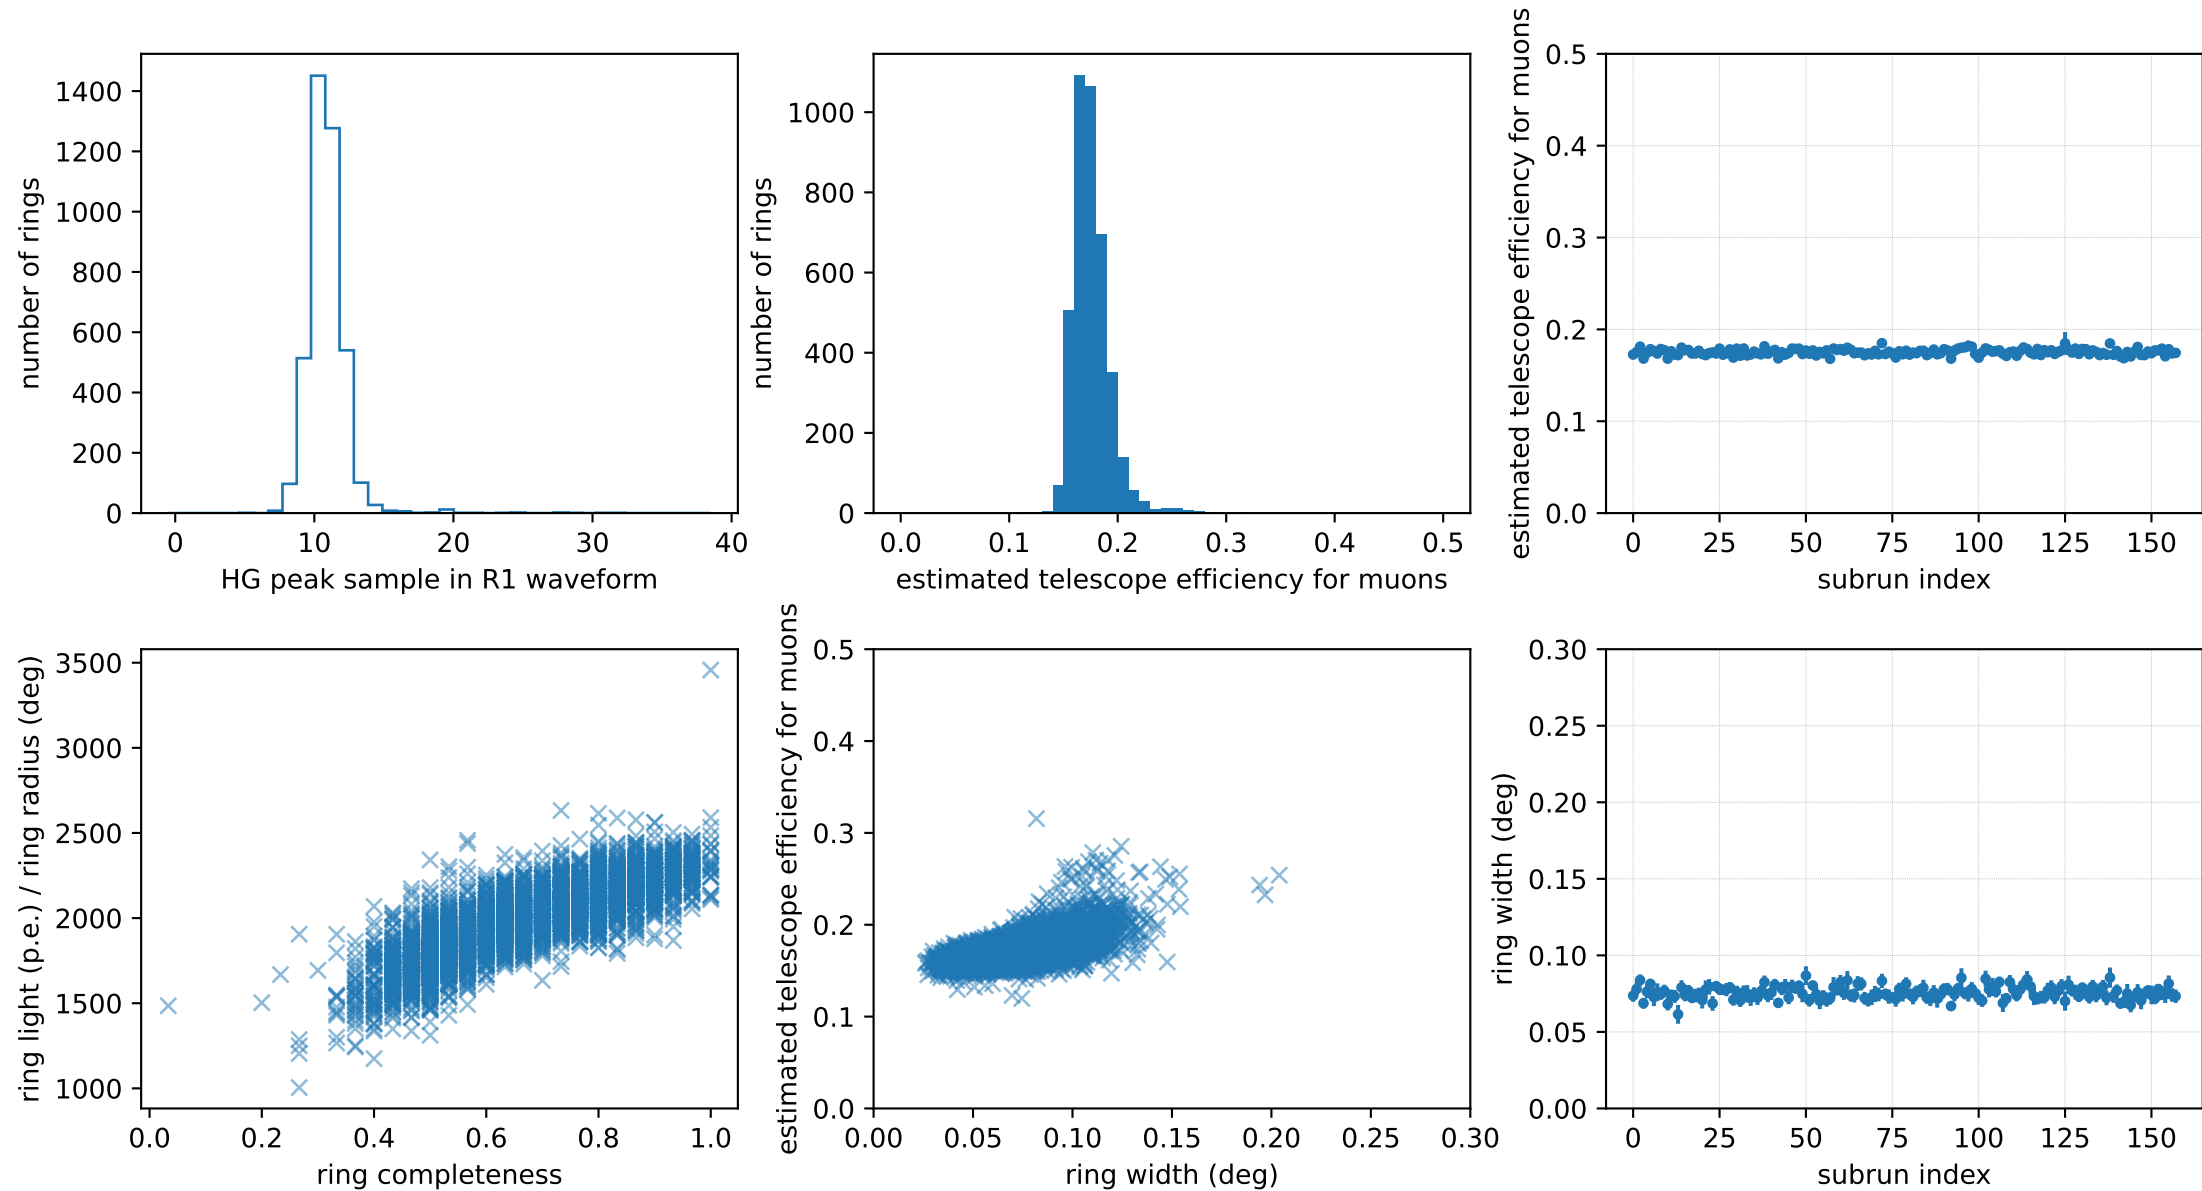 number of rings
1400
1200
1000
800
600
400
200
0
0 10 20 30 40
HG peak sample in R1 waveform
number of rings
1000
800
600
400
200
0
0.0 0.1 0.2 0.3 0.4 0.5
estimated telescope efficiency for muons
estimated telescope efficiency for muons
0.5
0.4
0.3
0.2
0.1
0.0
0 25 50 75 100 125 150
subrun index
ring light (p.e.) / ring radius (deg)
3500
3000
2500
2000
1500
1000
0.0 0.2 0.4 0.6 0.8 1.0
ring completeness
estimated telescope efficiency for muons
0.5
0.4
0.3
0.2
0.1
0.0
0.00 0.05 0.10 0.15 0.20 0.25 0.30
ring width (deg)
ring width (deg)
0.30
0.25
0.20
0.15
0.10
0.05
0.00
0 25 50 75 100 125 150
subrun index